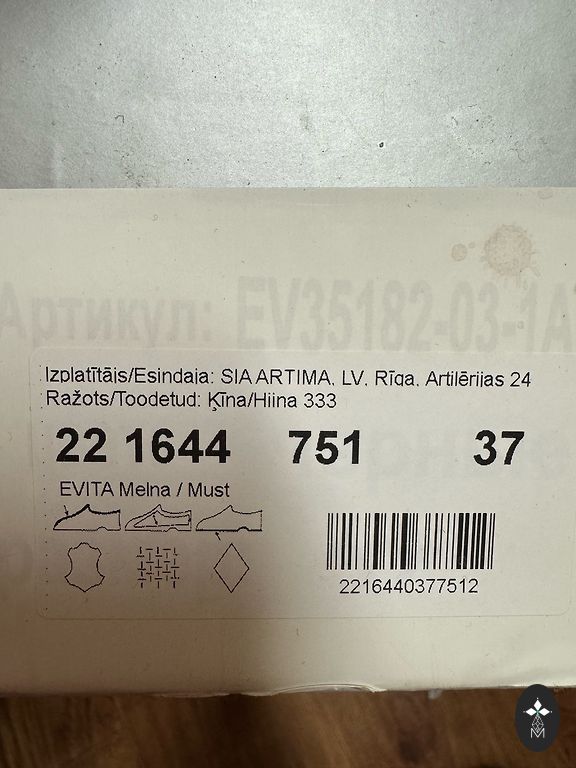 Артикул: EV35182-03-1A
Izplatītājs/Esindaja: SIA ARTIMA, LV, Rīga, Artilērijas 24
Ražots/Toodetud: Ķīna/Hiina 333
22 1644 751 37
EVITA Melna / Must
2216440377512
M